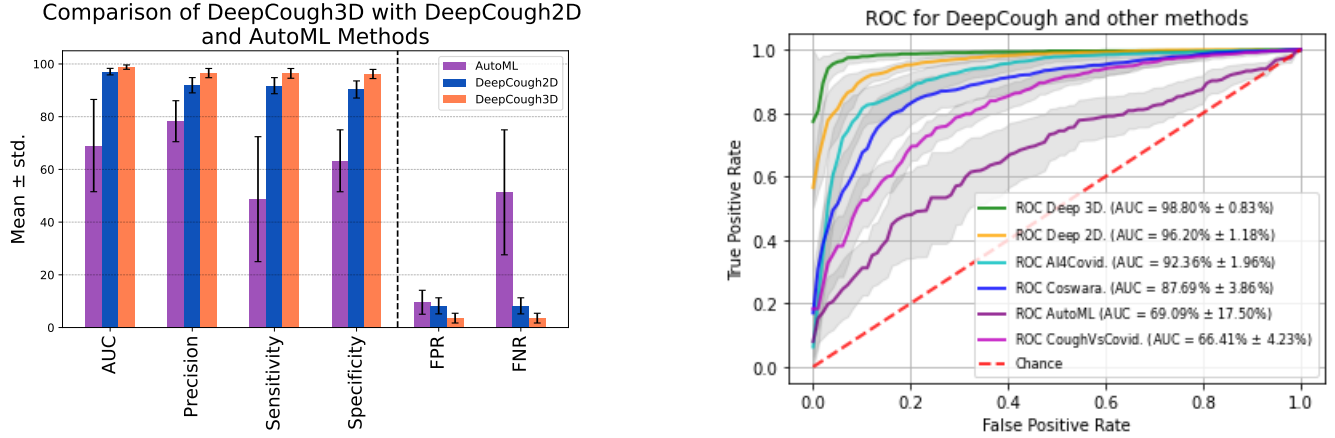 Comparison of DeepCough3D with DeepCough2D
and AutoML Methods
Mean ± std.
100
80
60
40
20
0
AutoML
DeepCough2D
DeepCough3D
AUC
Precision
Sensitivity
Specificity
FPR
FNR
ROC for DeepCough and other methods
True Positive Rate
1.0
0.8
0.6
0.4
0.2
0.0
ROC Deep 3D. (AUC = 98.80% ± 0.83%)
ROC Deep 2D. (AUC = 96.20% ± 1.18%)
ROC AI4Covid. (AUC = 92.36% ± 1.96%)
ROC Coswara. (AUC = 87.69% ± 3.86%)
ROC AutoML (AUC = 69.09% ± 17.50%)
ROC CoughVsCovid. (AUC = 66.41% ± 4.23%)
Chance
0.0 0.2 0.4 0.6 0.8 1.0
False Positive Rate